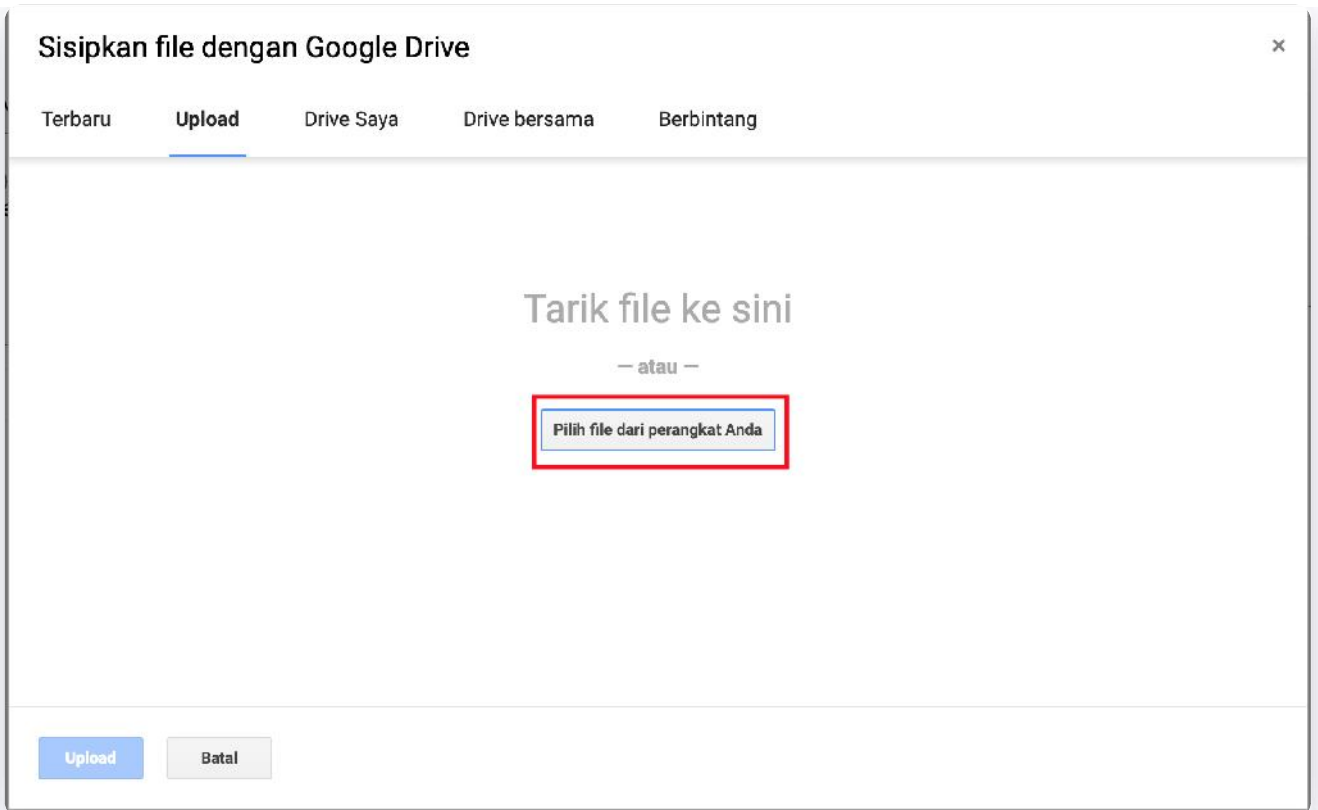 Sisipkan file dengan Google Drive
×
Terbaru Upload Drive Saya Drive bersama Berbintang
Tarik file ke sini
— atau —
Pilih file dari perangkat Anda
Upload Batal